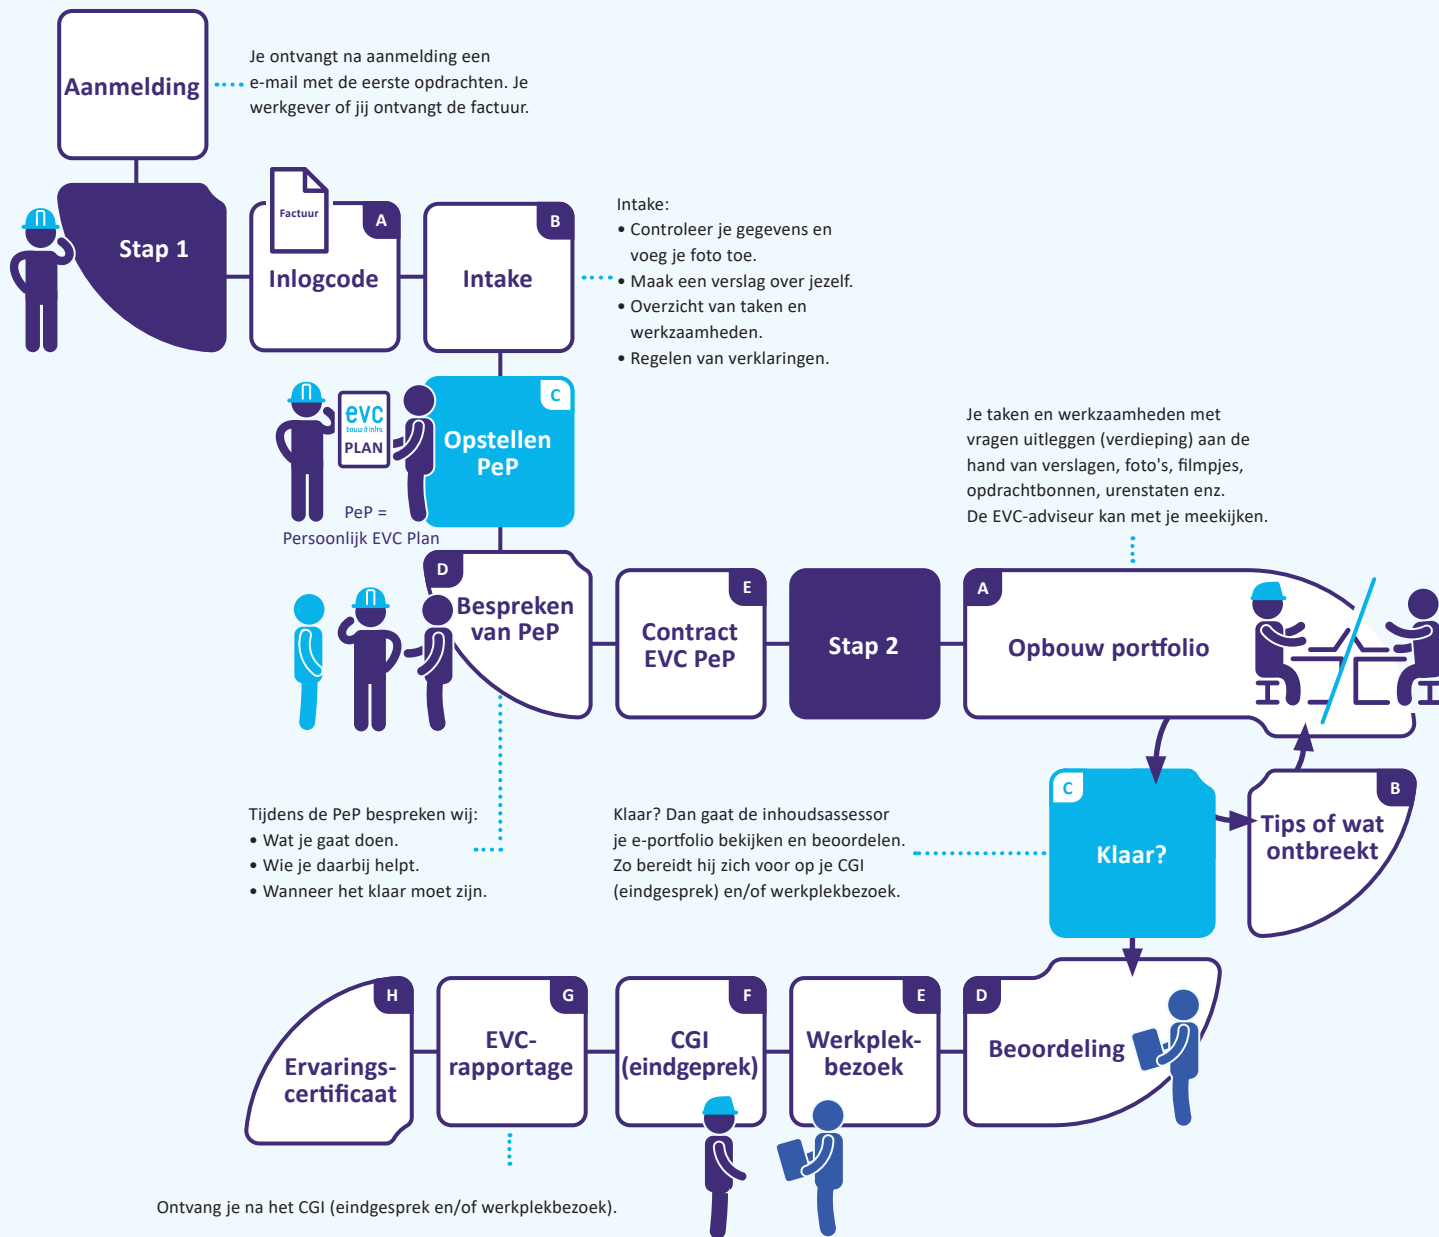 Aanmelding
Je ontvangt na aanmelding een
e-mail met de eerste opdrachten. Je
werkgever of jij ontvangt de factuur.
Stap 1
Factuur
A
Inlogcode
B
Intake
Intake:
• Controleer je gegevens en
voeg je foto toe.
• Maak een verslag over jezelf.
• Overzicht van taken en
werkzaamheden.
• Regelen van verklaringen.
evc
bouw & infra
PLAN
C
Opstellen
PeP
PeP =
Persoonlijk EVC Plan
D
Bespreken
van PeP
E
Contract
EVC PeP
Stap 2
Je taken en werkzaamheden met
vragen uitleggen (verdieping) aan de
hand van verslagen, foto's, filmpjes,
opdrachtbonnen, urenstaten enz.
De EVC-adviseur kan met je meekijken.
A
Opbouw portfolio
Tijdens de PeP bespreken wij:
• Wat je gaat doen.
• Wie je daarbij helpt.
• Wanneer het klaar moet zijn.
Klaar? Dan gaat de inhoudsassessor
je e-portfolio bekijken en beoordelen.
Zo bereidt hij zich voor op je CGI
(eindgesprek) en/of werkplekbezoek.
C
Klaar?
B
Tips of wat
ontbreekt
D
Beoordeling
E
Werkplek-
bezoek
F
CGI
(eindgeprek)
G
EVC-
rapportage
H
Ervarings-
certificaat
Ontvang je na het CGI (eindgesprek en/of werkplekbezoek).